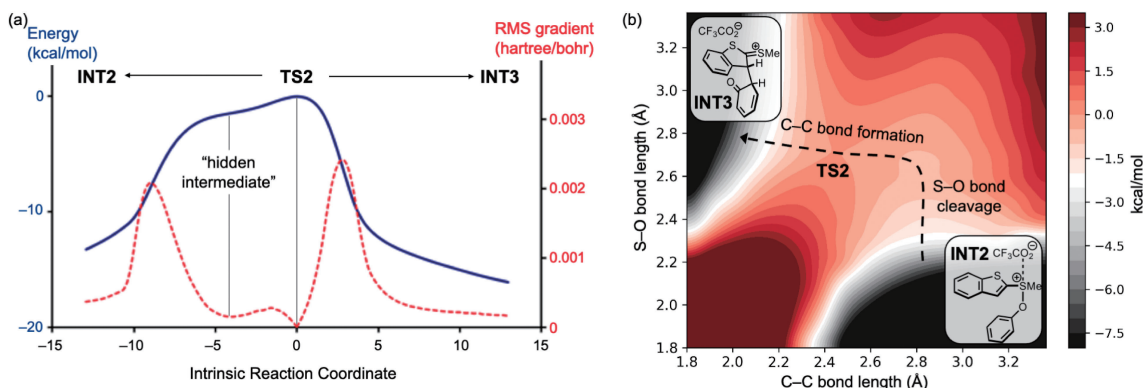 (a)
Energy
(kcal/mol)
RMS gradient
(hartree/bohr)
INT2
TS2
INT3
0
−10
−20
0.003
0.002
0.001
0
“hidden
intermediate”
−15
−10
−5
0
5
10
15
Intrinsic Reaction Coordinate
(b)
S–O bond length (Å)
3.2
3.0
2.8
2.6
2.4
2.2
2.0
1.8
CF₃CO₂⊖
S
⊕
SMe
H
O
H
INT3
C–C bond formation
TS2
S–O bond
cleavage
INT2 CF₃CO₂⊖
S
⊕
SMe
O
1.8
2.0
2.2
2.4
2.6
2.8
3.0
3.2
C–C bond length (Å)
3.0
1.5
0.0
−1.5
−3.0
−4.5
−6.0
−7.5
kcal/mol